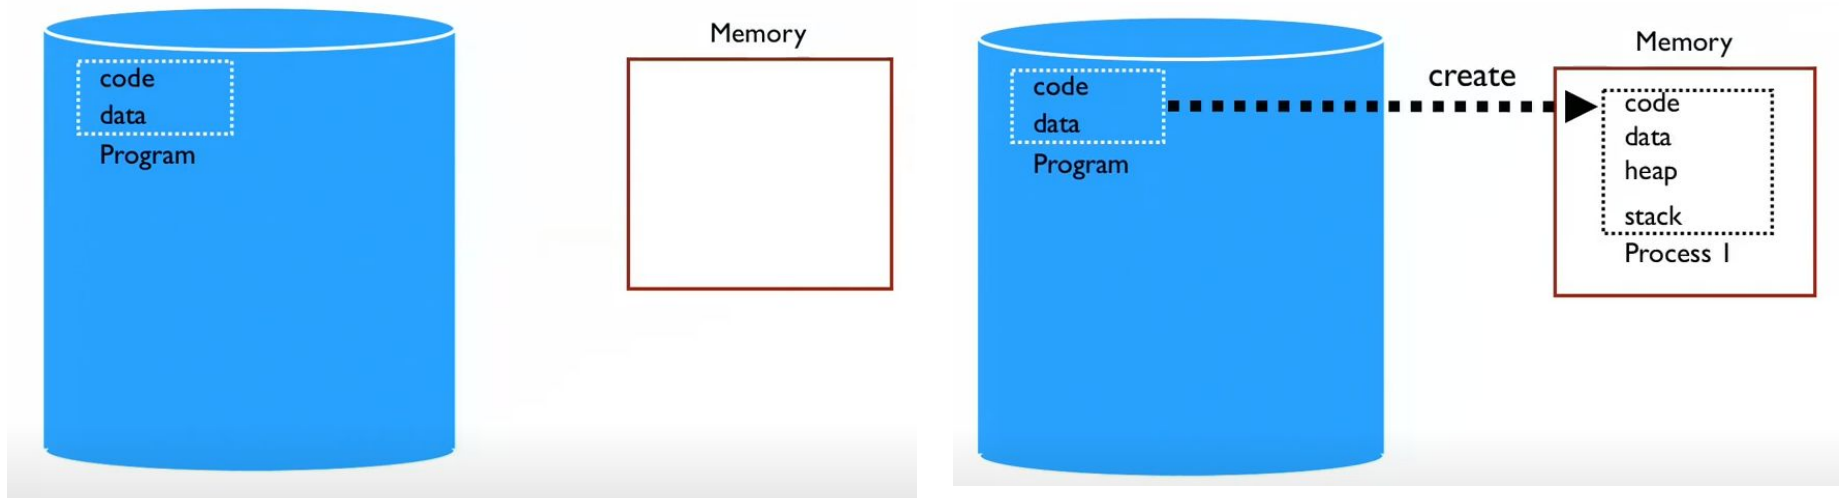 code
data
Program
Memory
code
data
Program
create
Memory
code
data
heap
stack
Process 1